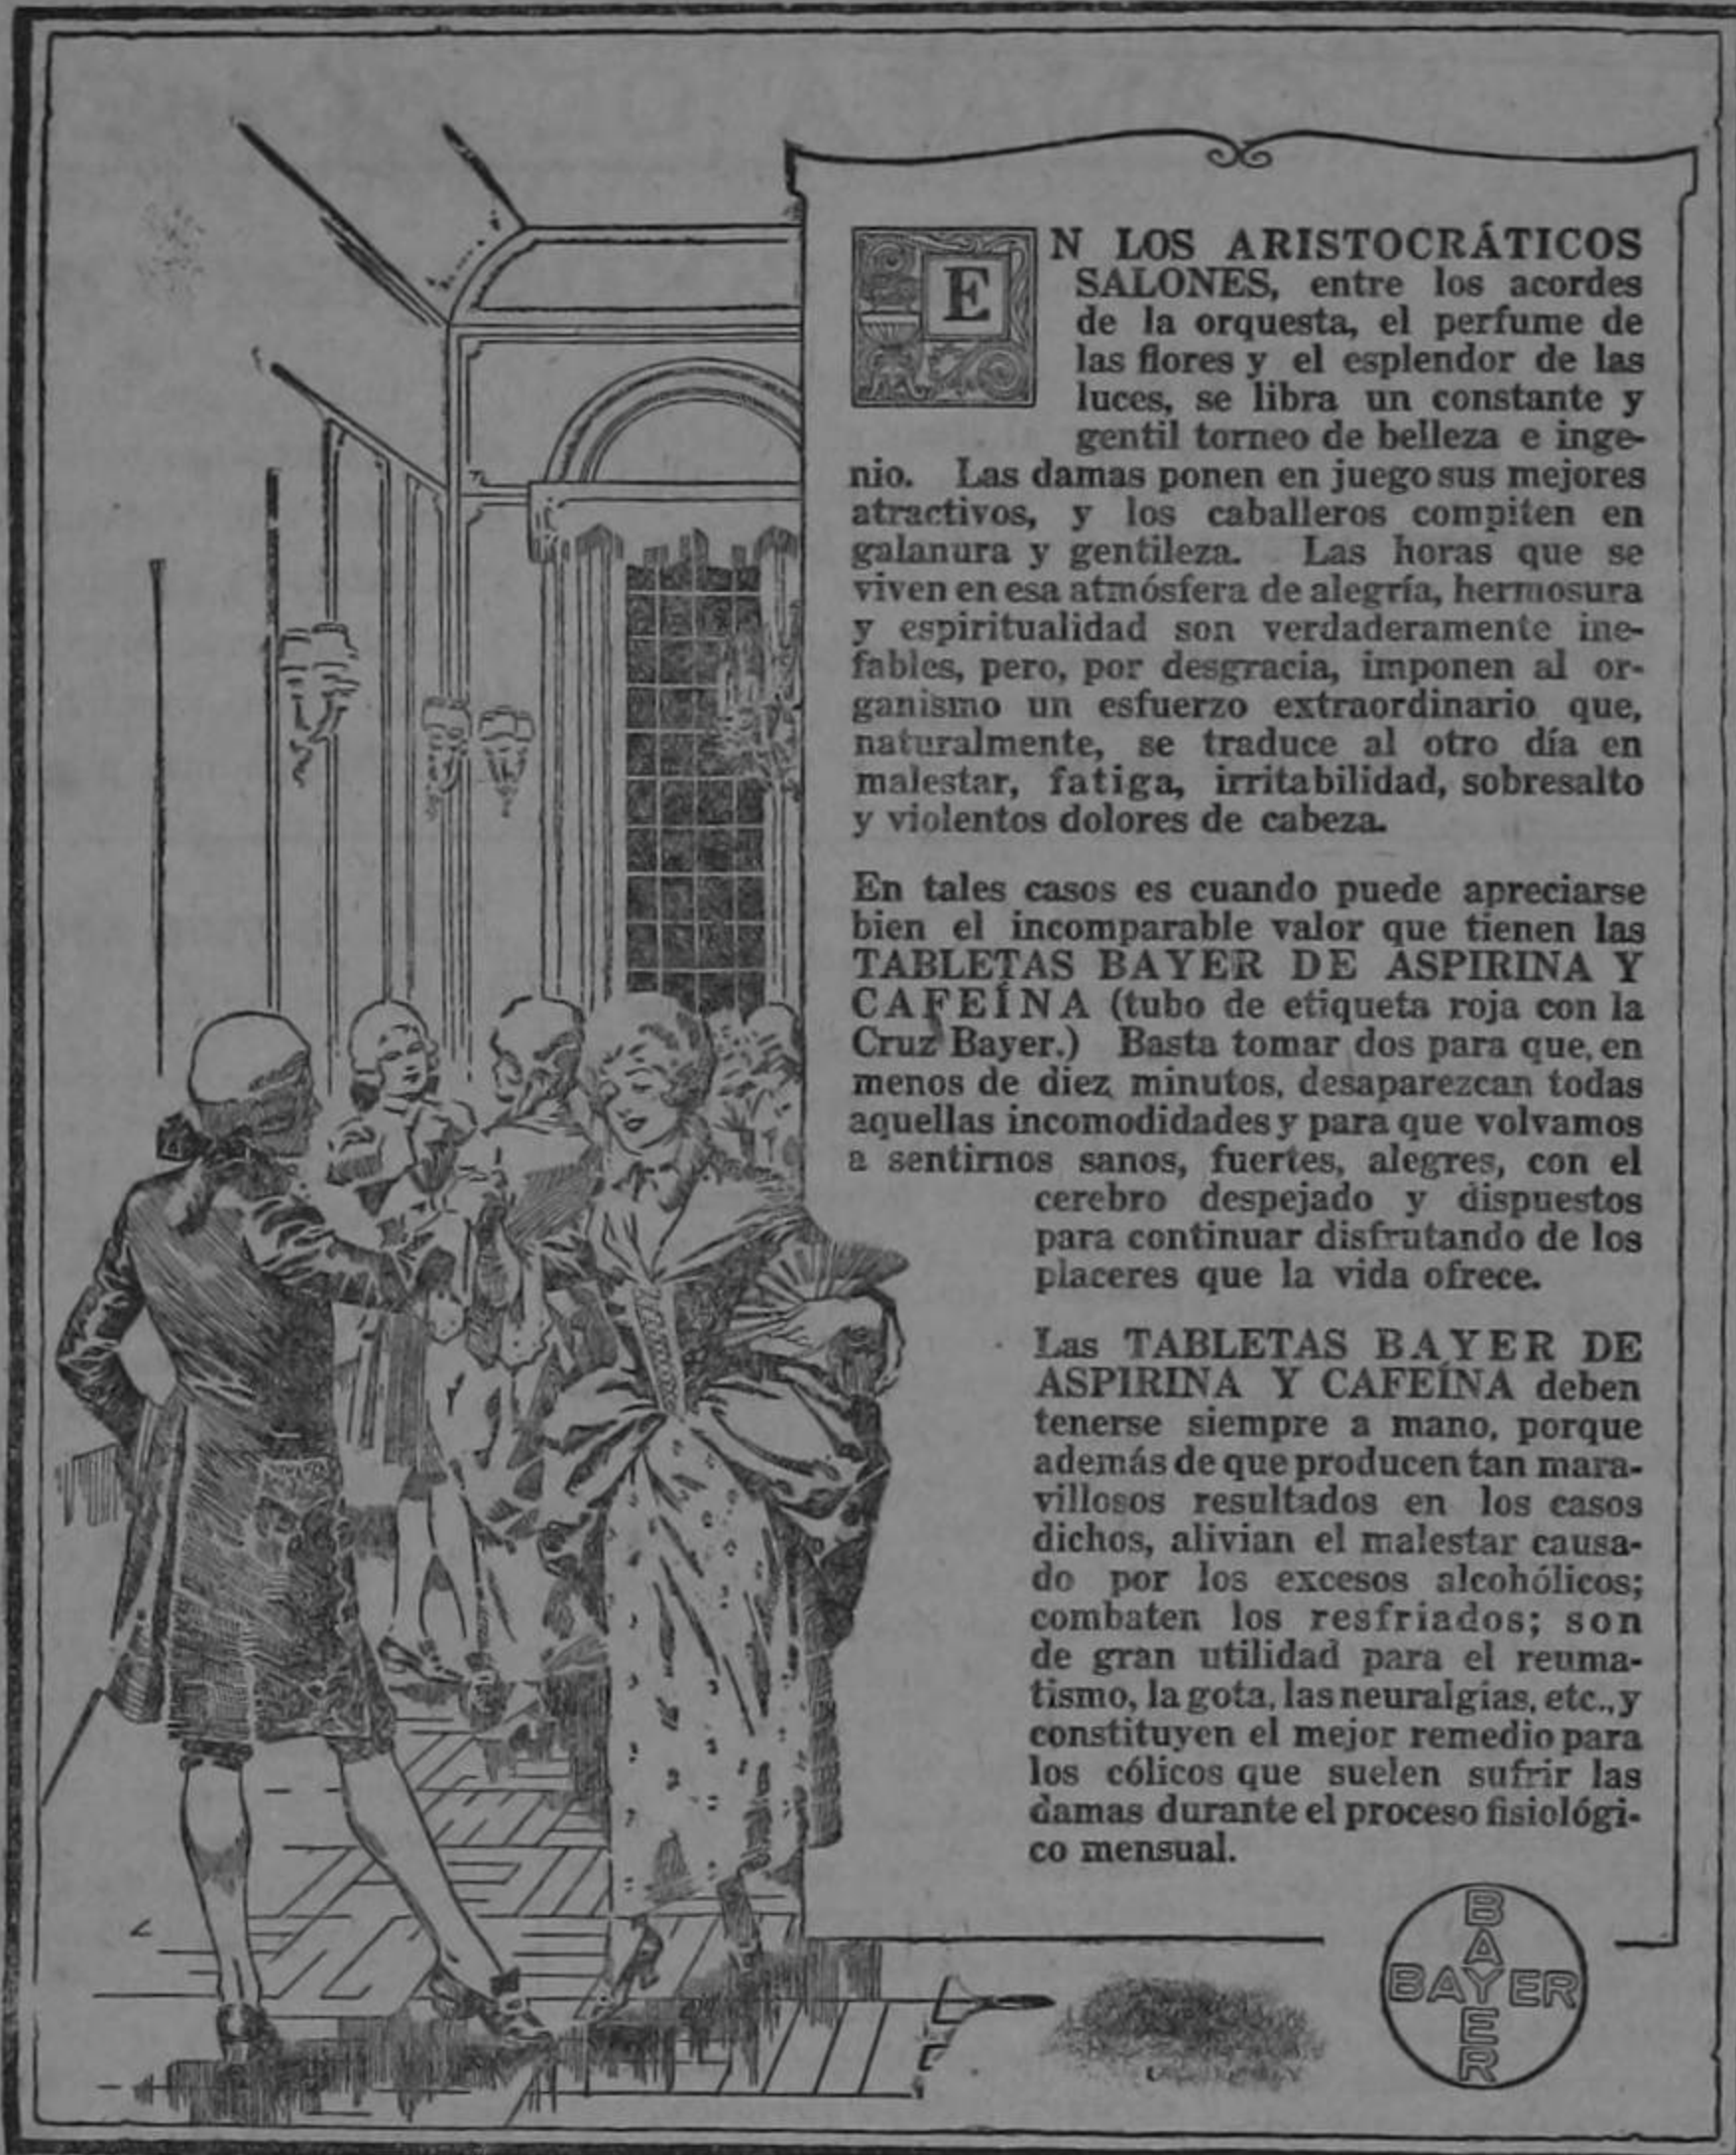 EN LOS ARISTOCRÁTICOS
SALONES, entre los acordes
de la orquesta, el perfume de
las flores y el esplendor de las
luces, se libra un constante y
gentil torneo de belleza e inge-
nio. Las damas ponen en juego sus mejores
atractivos, y los caballeros compiten en
galanura y gentileza. Las horas que se
viven en esa atmósfera de alegría, hermosura
y espiritualidad son verdaderamente ine-
fables, pero, por desgracia, imponen al or-
ganismo un esfuerzo extraordinario que,
naturalmente, se traduce al otro día en
malestar, fatiga, irritabilidad, sobresalto
y violentos dolores de cabeza.
En tales casos es cuando puede apreciarse
bien el incomparable valor que tienen las
TABLETAS BAYER DE ASPIRINA Y
CAFEÍNA (tubo de etiqueta roja con la
Cruz Bayer.) Basta tomar dos para que, en
menos de diez minutos, desaparezcan todas
aquellas incomodidades y para que volvamos
a sentirnos sanos, fuertes, alegres, con el
cerebro despejado y dispuestos
para continuar disfrutando de los
placeres que la vida ofrece.
Las TABLETAS BAYER DE
ASPIRINA Y CAFEÍNA deben
tenerse siempre a mano, porque
además de que producen tan mara-
villosos resultados en los casos
dichos, alivian el malestar causa-
do por los excesos alcohólicos;
combaten los resfriados; son
de gran utilidad para el reuma-
tismo, la gota, las neuralgias, etc., y
constituyen el mejor remedio para
los cólicos que suelen sufrir las
damas durante el proceso fisiológi-
co mensual.
BAYER
BAYER